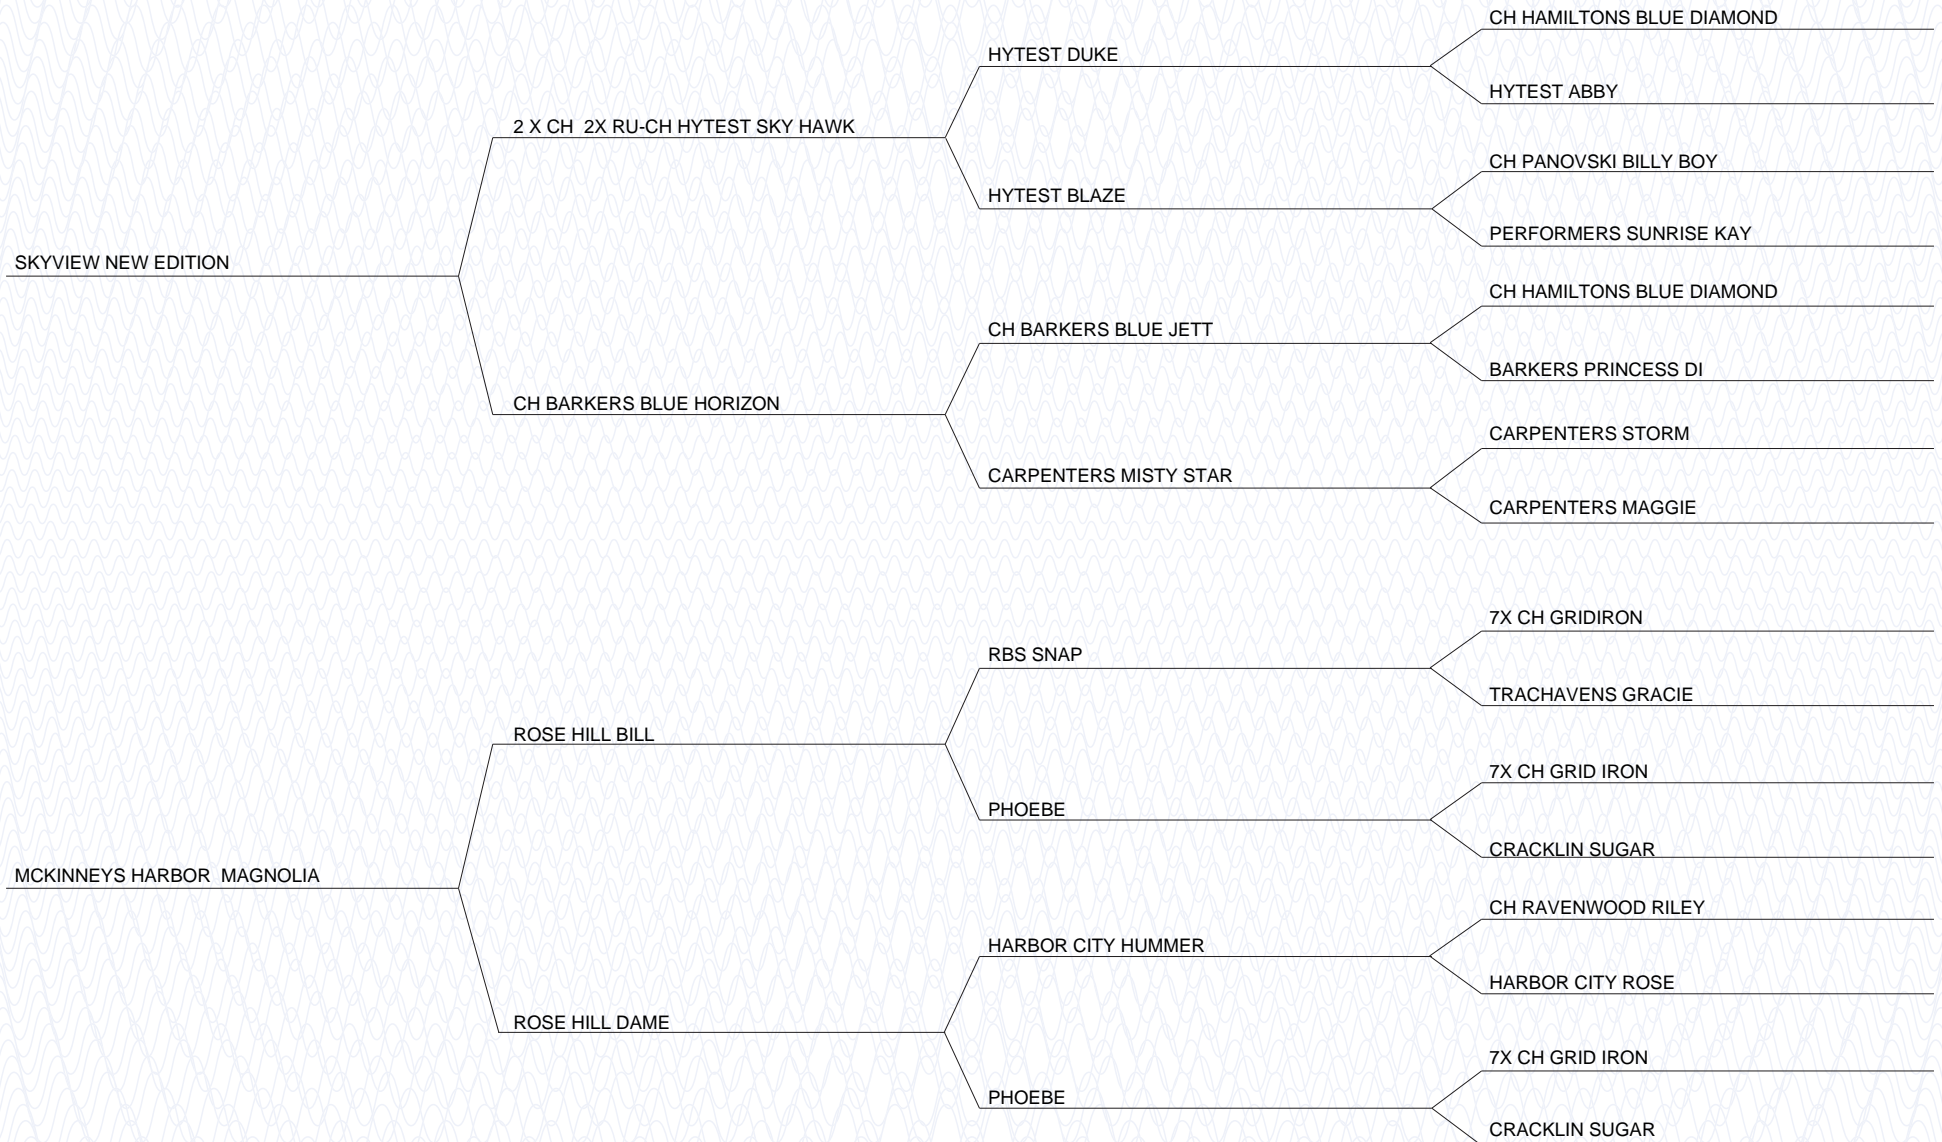 CH HAMILTONS BLUE DIAMOND
HYTEST DUKE
HYTEST ABBY
2 X CH  2X RU-CH HYTEST SKY HAWK
CH PANOVSKI BILLY BOY
HYTEST BLAZE
PERFORMERS SUNRISE KAY
SKYVIEW NEW EDITION
CH HAMILTONS BLUE DIAMOND
CH BARKERS BLUE JETT
BARKERS PRINCESS DI
CH BARKERS BLUE HORIZON
CARPENTERS STORM
CARPENTERS MISTY STAR
CARPENTERS MAGGIE
7X CH GRIDIRON
RBS SNAP
TRACHAVENS GRACIE
ROSE HILL BILL
7X CH GRID IRON
PHOEBE
CRACKLIN SUGAR
MCKINNEYS HARBOR  MAGNOLIA
CH RAVENWOOD RILEY
HARBOR CITY HUMMER
HARBOR CITY ROSE
ROSE HILL DAME
7X CH GRID IRON
PHOEBE
CRACKLIN SUGAR